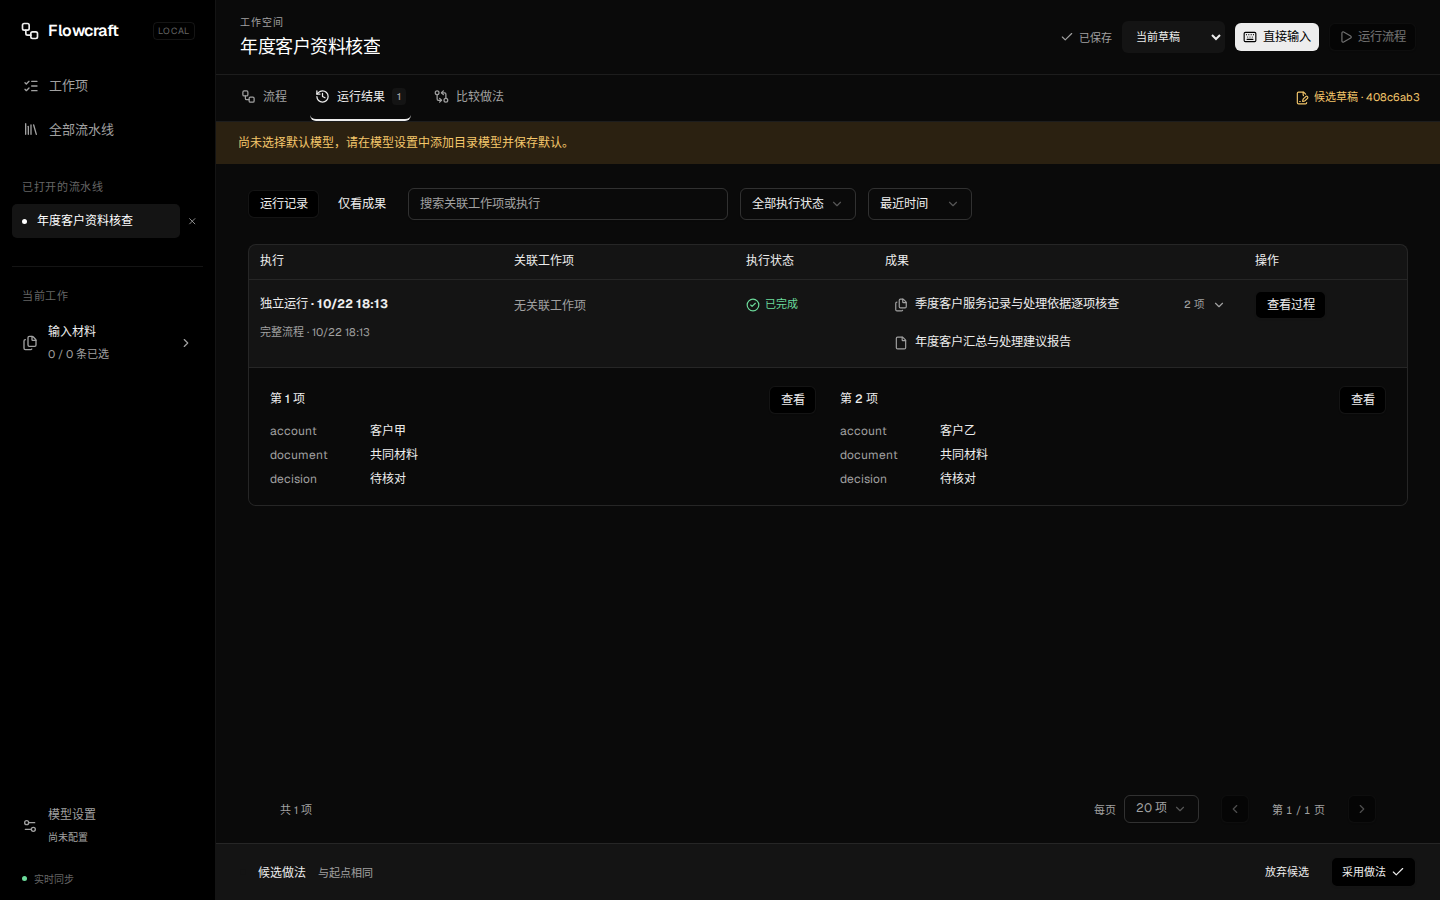 Flowcraft
LOCAL
工作项
全部流水线
已打开的流水线
年度客户资料核查
当前工作
输入材料
0 / 0 条已选
模型设置
尚未配置
实时同步
工作空间
年度客户资料核查
已保存
当前草稿
直接输入
运行流程
流程
运行结果 1
比较做法
候选草稿 · 408c6ab3
尚未选择默认模型，请在模型设置中添加目录模型并保存默认。
运行记录
仅看成果
搜索关联工作项或执行
全部执行状态
最近时间
执行
关联工作项
执行状态
成果
操作
独立运行 · 10/22 18:13
完整流程 · 10/22 18:13
无关联工作项
已完成
季度客户服务记录与处理依据逐项核查
2 项
年度客户汇总与处理建议报告
查看过程
第 1 项
查看
account 客户甲
document 共同材料
decision 待核对
第 2 项
查看
account 客户乙
document 共同材料
decision 待核对
共 1 项
每页
20 项
第 1 / 1 页
候选做法 与起点相同
放弃候选
采用做法